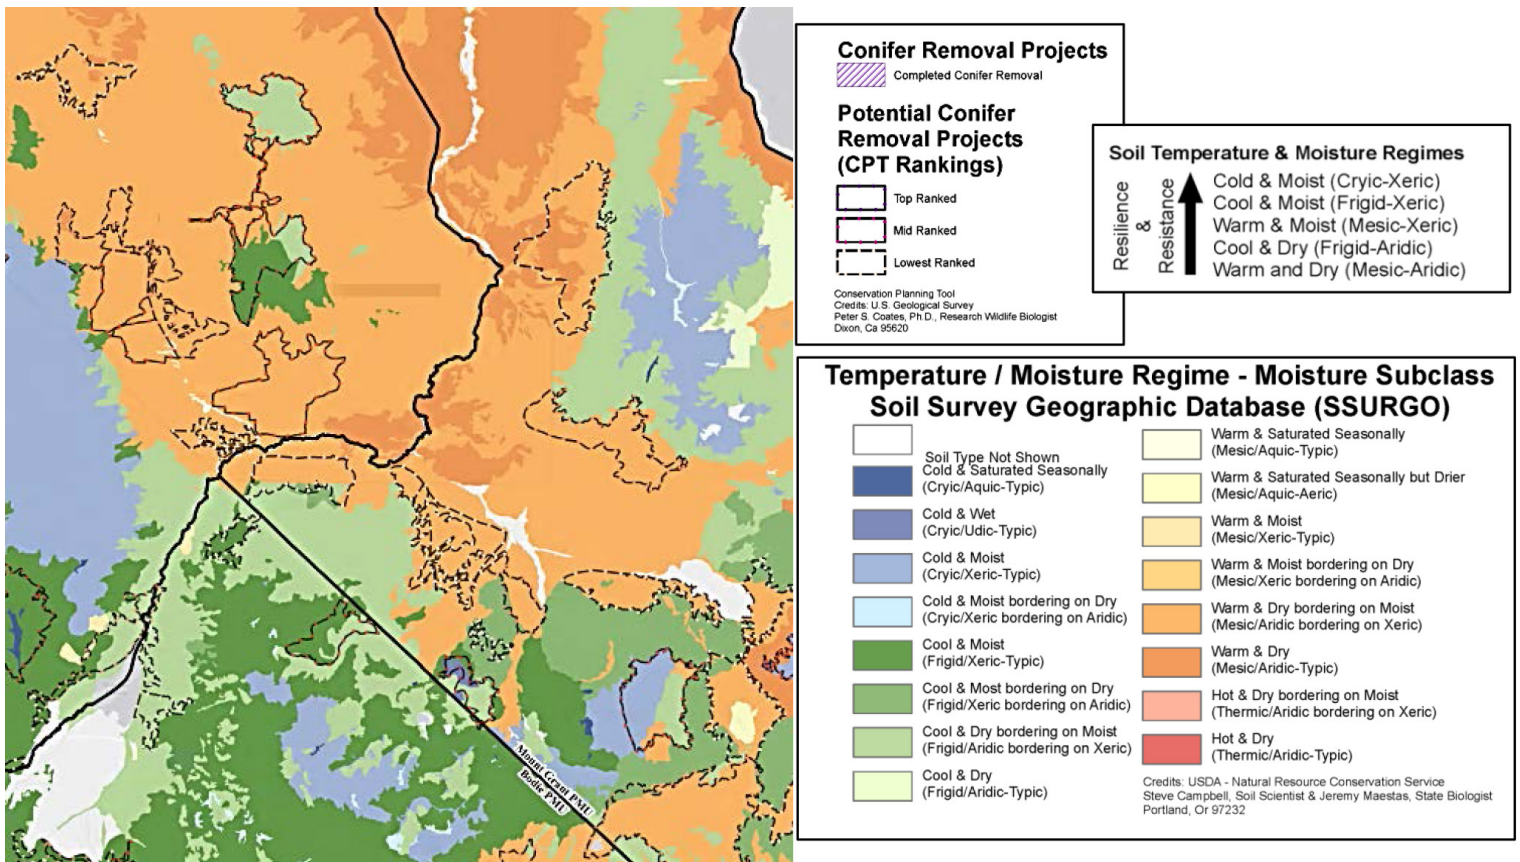 Mount Grant PMU
Bodie PMU
Conifer Removal Projects
Completed Conifer Removal
Potential Conifer
Removal Projects
(CPT Rankings)
Top Ranked
Mid Ranked
Lowest Ranked
Conservation Planning Tool
Credits: U.S. Geological Survey
Peter S. Coates, Ph.D., Research Wildlife Biologist
Dixon, Ca 95620
Soil Temperature & Moisture Regimes
Resilience
&
Resistance
Cold & Moist (Cryic-Xeric)
Cool & Moist (Frigid-Xeric)
Warm & Moist (Mesic-Xeric)
Cool & Dry (Frigid-Aridic)
Warm and Dry (Mesic-Aridic)
Temperature / Moisture Regime - Moisture Subclass
Soil Survey Geographic Database (SSURGO)
Soil Type Not Shown
Cold & Saturated Seasonally
(Cryic/Aquic-Typic)
Cold & Wet
(Cryic/Udic-Typic)
Cold & Moist
(Cryic/Xeric-Typic)
Cold & Moist bordering on Dry
(Cryic/Xeric bordering on Aridic)
Cool & Moist
(Frigid/Xeric-Typic)
Cool & Most bordering on Dry
(Frigid/Xeric bordering on Aridic)
Cool & Dry bordering on Moist
(Frigid/Aridic bordering on Xeric)
Cool & Dry
(Frigid/Aridic-Typic)
Warm & Saturated Seasonally
(Mesic/Aquic-Typic)
Warm & Saturated Seasonally but Drier
(Mesic/Aquic-Aeric)
Warm & Moist
(Mesic/Xeric-Typic)
Warm & Moist bordering on Dry
(Mesic/Xeric bordering on Aridic)
Warm & Dry bordering on Moist
(Mesic/Aridic bordering on Xeric)
Warm & Dry
(Mesic/Aridic-Typic)
Hot & Dry bordering on Moist
(Thermic/Aridic bordering on Xeric)
Hot & Dry
(Thermic/Aridic-Typic)
Credits: USDA - Natural Resource Conservation Service
Steve Campbell, Soil Scientist & Jeremy Maestas, State Biologist
Portland, Or 97232